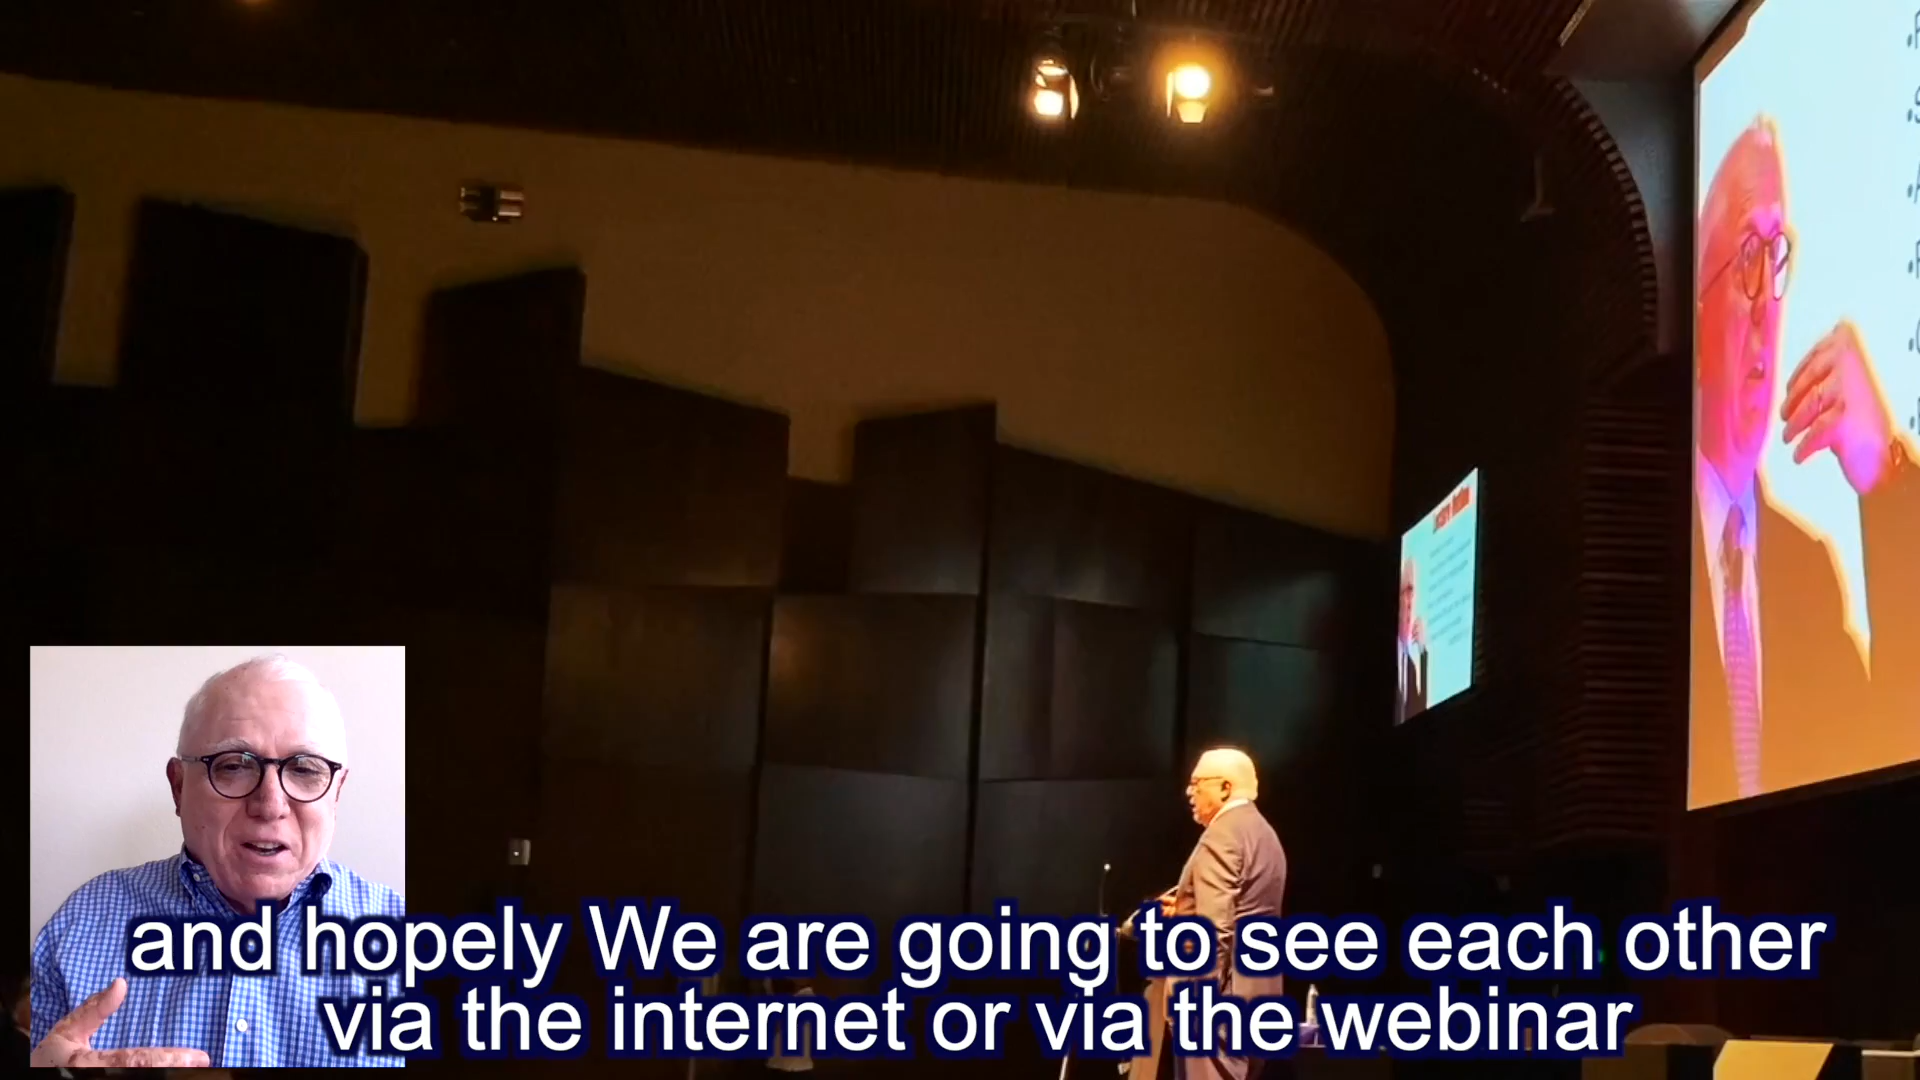 and hopely We are going to see each other
via the internet or via the webinar